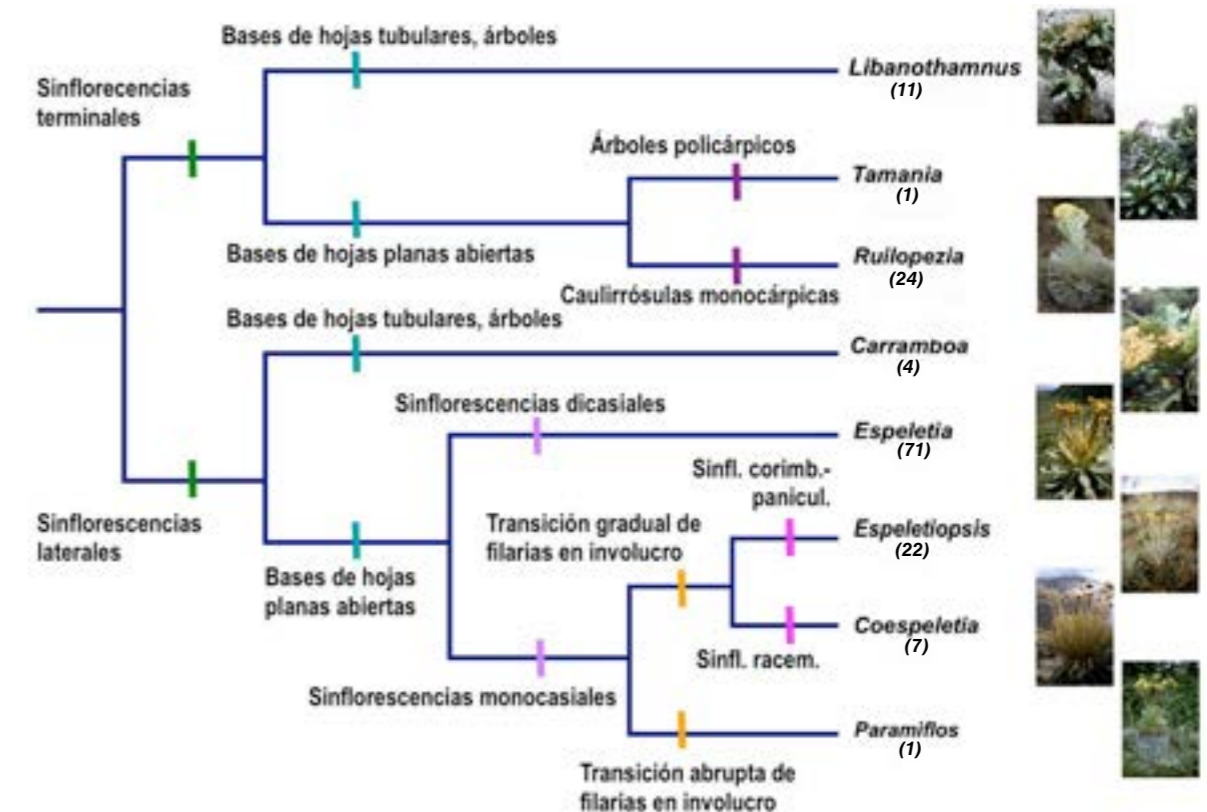 Bases de hojas tubulares, árboles
Libanothamnus
(11)
Sinflorecencias
terminales
Árboles policárpicos
Tamania
(1)
Bases de hojas planas abiertas
Ruilopezia
(24)
Caulirrósulas monocárpicas
Bases de hojas tubulares, árboles
Carramboa
(4)
Sinflorescencias dicasiales
Espeletia
(71)
Sinfl. corimb.-
panicul.
Sinflorescencias
laterales
Transición gradual de
filarias en involucro
Espeletiopsis
(22)
Bases de hojas
planas abiertas
Coespeletia
(7)
Sinfl. racem.
Sinflorescencias monocasiales
Paramiflos
(1)
Transición abrupta de
filarias en involucro